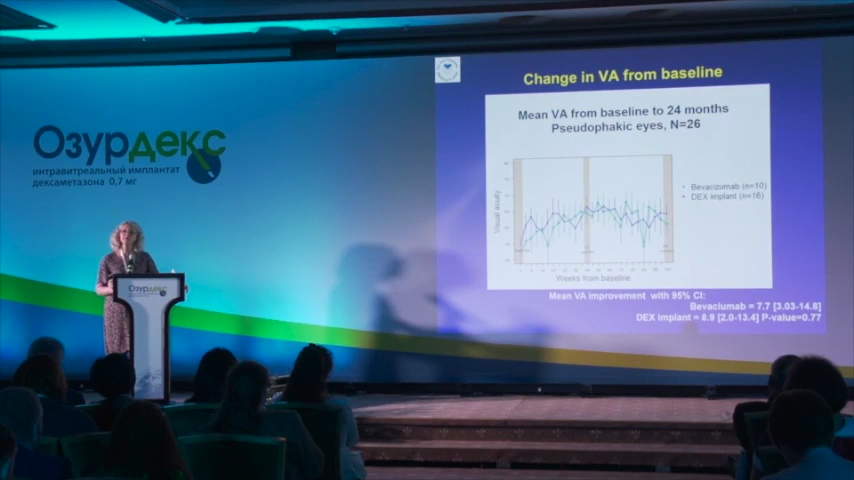 Озурдекс
интравитреальный имплантат
дексаметазона 0,7 мг
Озурдекс
Change in VA from baseline
Mean VA from baseline to 24 months
Pseudophakic eyes, N=26
Visual acuity
Bevacizumab (n=10)
DEX implant (n=16)
Weeks from baseline
Mean VA improvement with 95% CI:
Bevaciumab = 7.7 [3.03-14.8]
DEX implant = 8.9 [2.0-13.4] P-value=0.77